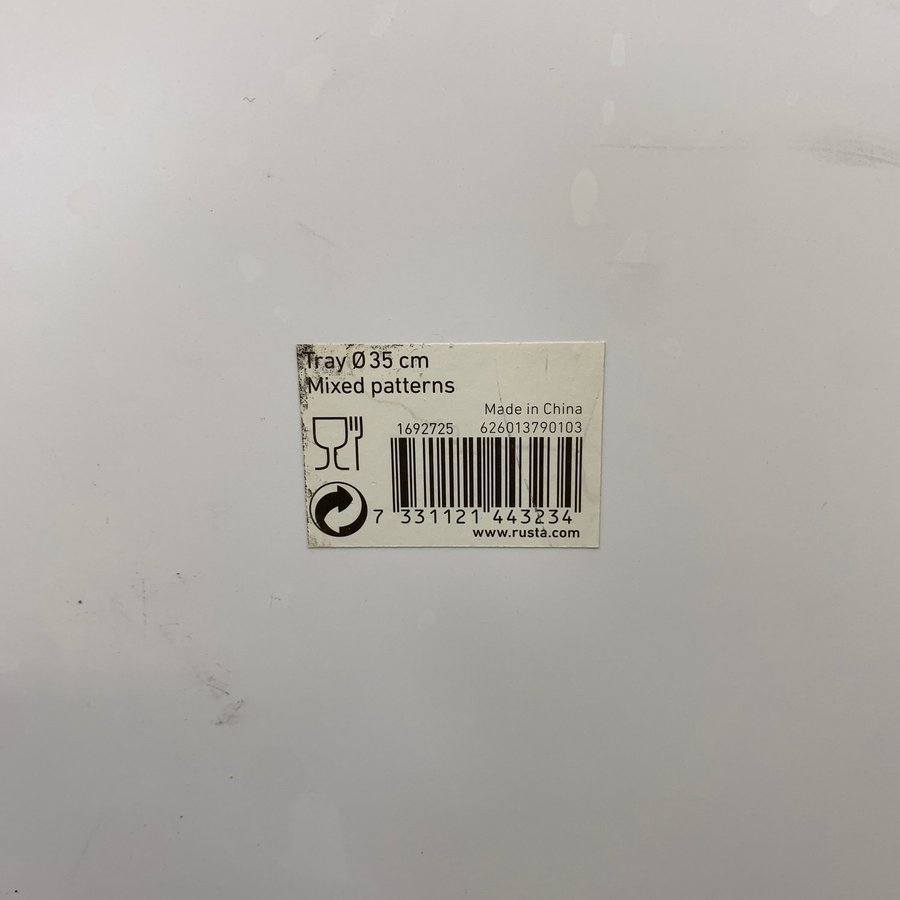 Tray Ø 35 cm
Mixed patterns
Made in China
1692725 626013790103
7 331121 443234
www.rusta.com